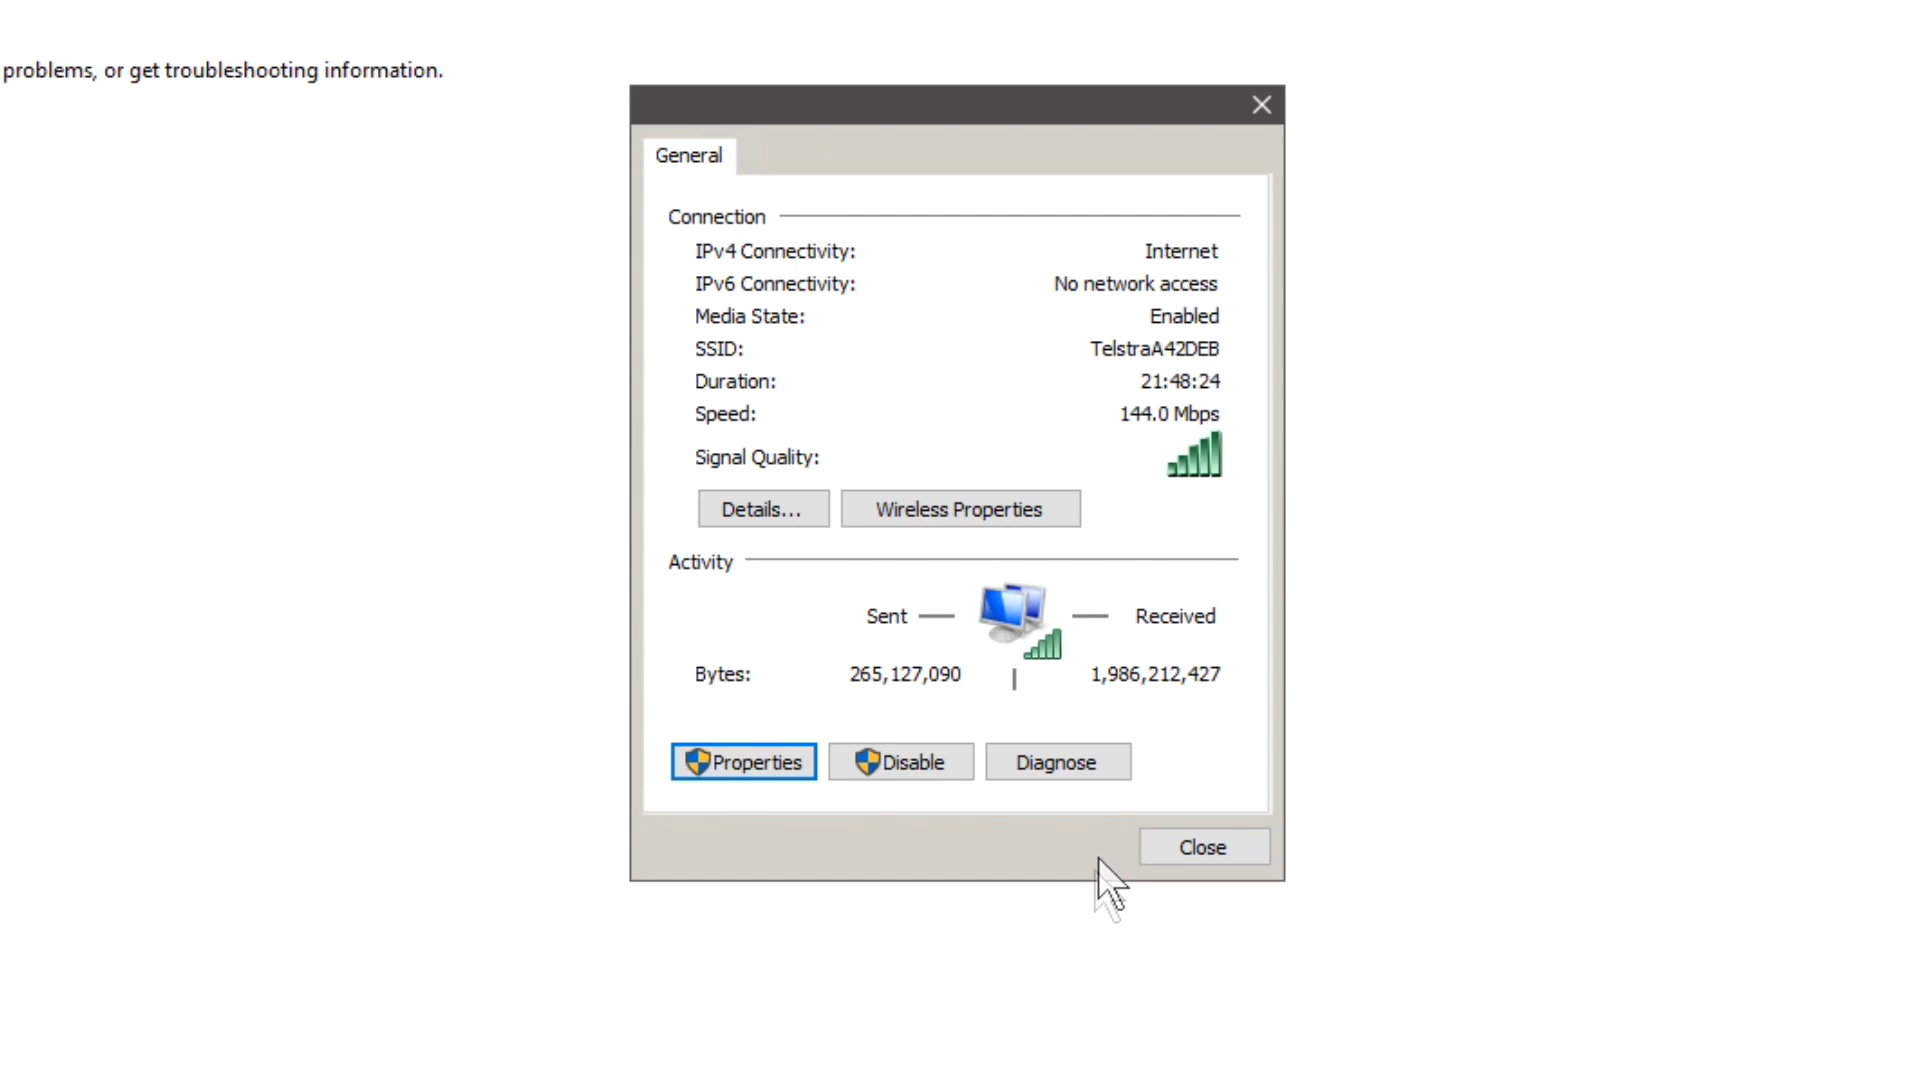 problems, or get troubleshooting information.
General
Connection
IPv4 Connectivity: Internet
IPv6 Connectivity: No network access
Media State: Enabled
SSID: TelstraA42DEB
Duration: 21:48:24
Speed: 144.0 Mbps
Signal Quality:
Details... Wireless Properties
Activity
Sent Received
Bytes: 265,127,090 1,986,212,427
Properties Disable Diagnose
Close